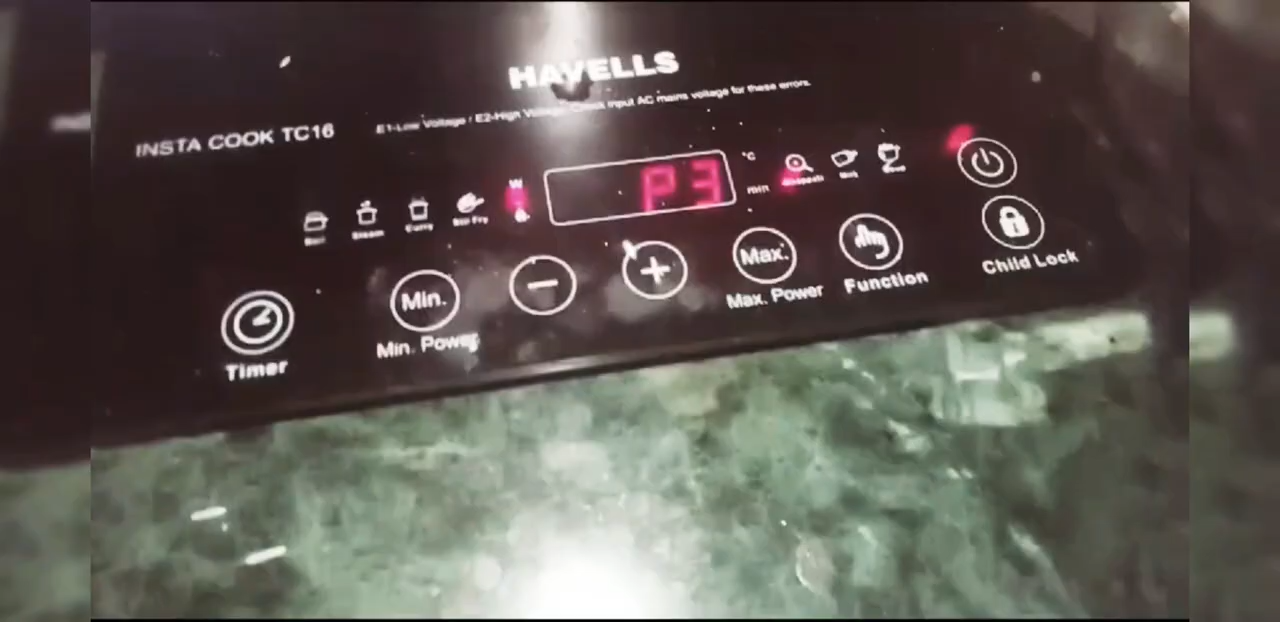 HAVELLS
INSTA COOK TC16
E1-Low Voltage / E2-High Voltage, Check input AC mains voltage for these errors.
Boil Steam Curry Stir Fry W P3 °C min Milk
Timer
Min.
Min. Power
−
+
Max.
Max. Power
Function
Child Lock